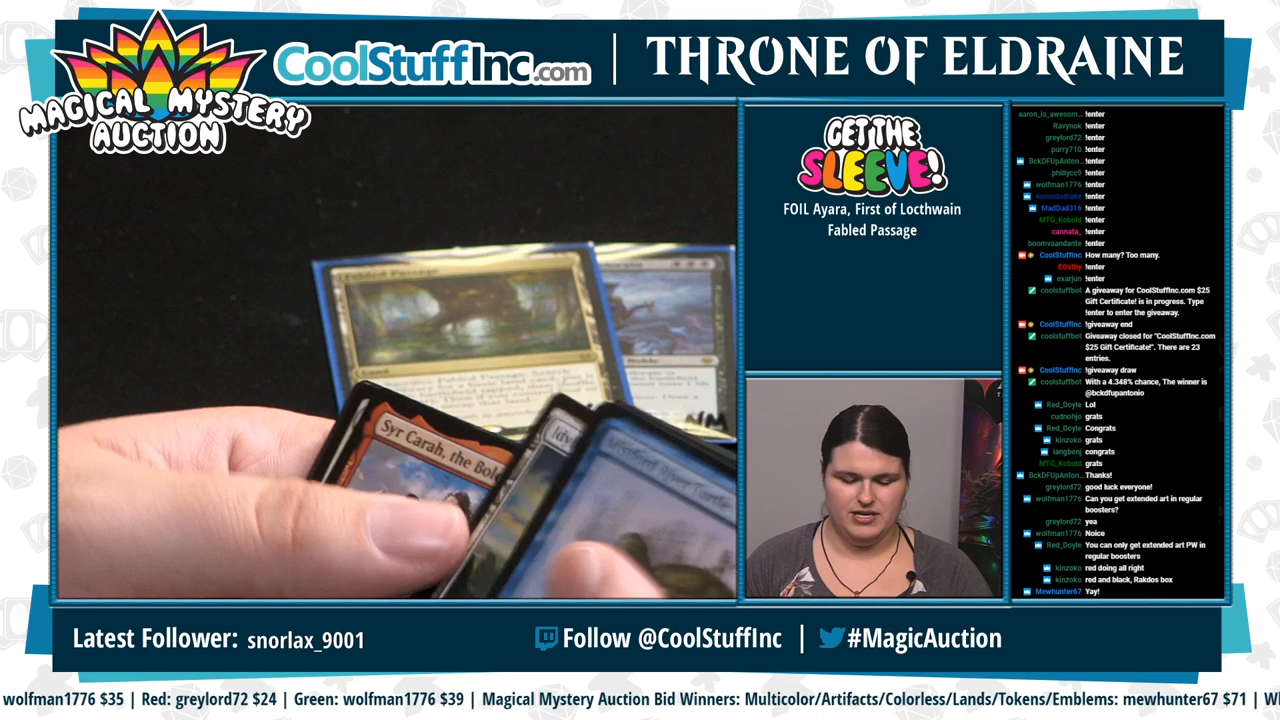 MAGICAL MYSTERY
AUCTION
CoolStuffInc.com
THRONE OF ELDRAINE
GET THE
SLEEVE!
FOIL Ayara, First of Locthwain
Fabled Passage
Syr Carah, the Bol
NM
aaron_is_awesom... !enter
Ravynok !enter
greylord72 !enter
purry710 !enter
BckDFUpAnton... !enter
phillycc9 !enter
wolfman1776 !enter
komododrake !enter
MadDad316 !enter
MTG_Kobold !enter
cannata_ !enter
boomvaandante !enter
CoolStuffInc How many? Too many.
EGstby !enter
exarjun !enter
coolstuffbot A giveaway for CoolStuffInc.com $25
Gift Certificate! is in progress. Type
!enter to enter the giveaway.
CoolStuffInc !giveaway end
coolstuffbot Giveaway closed for "CoolStuffInc.com
$25 Gift Certificate!". There are 23
entries.
CoolStuffInc !giveaway draw
coolstuffbot With a 4.348% chance, The winner is
@bckdfupantonio
Red_Doyle Lol
cudnohjo grats
Red_Doyle Congrats
kinzoko grats
langbenj congrats
MTG_Kobold grats
BckDFUpAnton... Thanks!
greylord72 good luck everyone!
wolfman1776 Can you get extended art in regular
boosters?
greylord72 yea
wolfman1776 Noice
Red_Doyle You can only get extended art PW in
regular boosters
kinzoko red doing all right
kinzoko red and black, Rakdos box
Mewhunter67 Yay!
Latest Follower: snorlax_9001
Follow @CoolStuffInc | #MagicAuction
wolfman1776 $35 | Red: greylord72 $24 | Green: wolfman1776 $39 | Magical Mystery Auction Bid Winners: Multicolor/Artifacts/Colorless/Lands/Tokens/Emblems: mewhunter67 $71 |